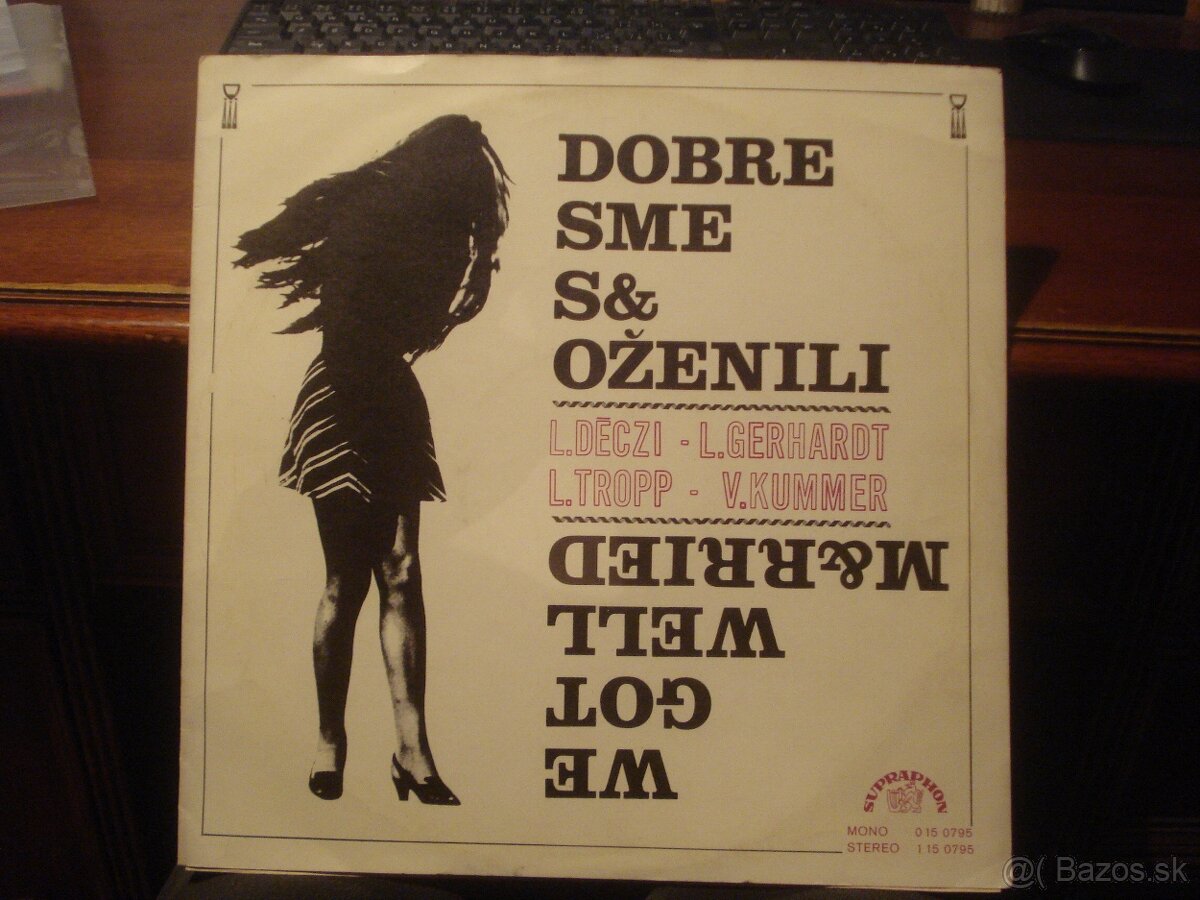 DOBRE
SME
S&
OŽENILI
L.DĒCZI - L.GERHARDT
L.TROPP - V.KUMMER
WE
GOT
WELL
M&RRIED
SUPRAPHON
MONO 0 15 0795
STEREO 1 15 0795
@( Bazos.sk